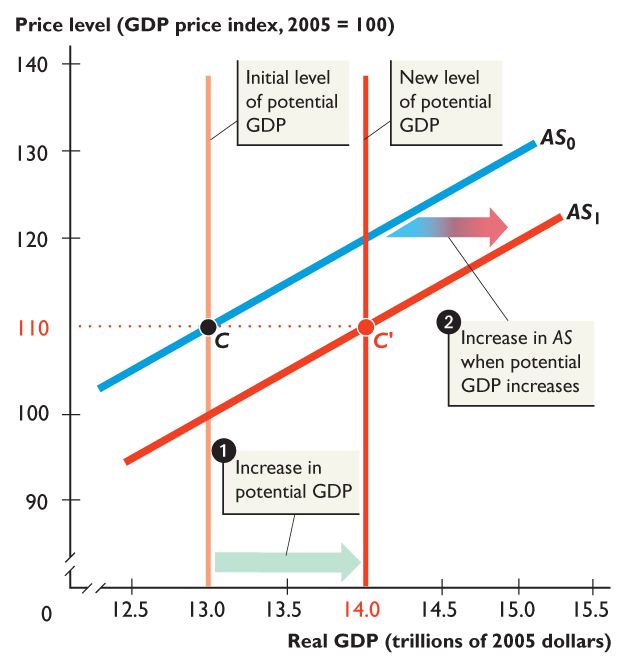 Price level (GDP price index, 2005 = 100)
140
130
120
110
100
90
0
Initial level
of potential
GDP
New level
of potential
GDP
AS0
AS1
C
C'
2
Increase in AS
when potential
GDP increases
1
Increase in
potential GDP
12.5 13.0 13.5 14.0 14.5 15.0 15.5
Real GDP (trillions of 2005 dollars)